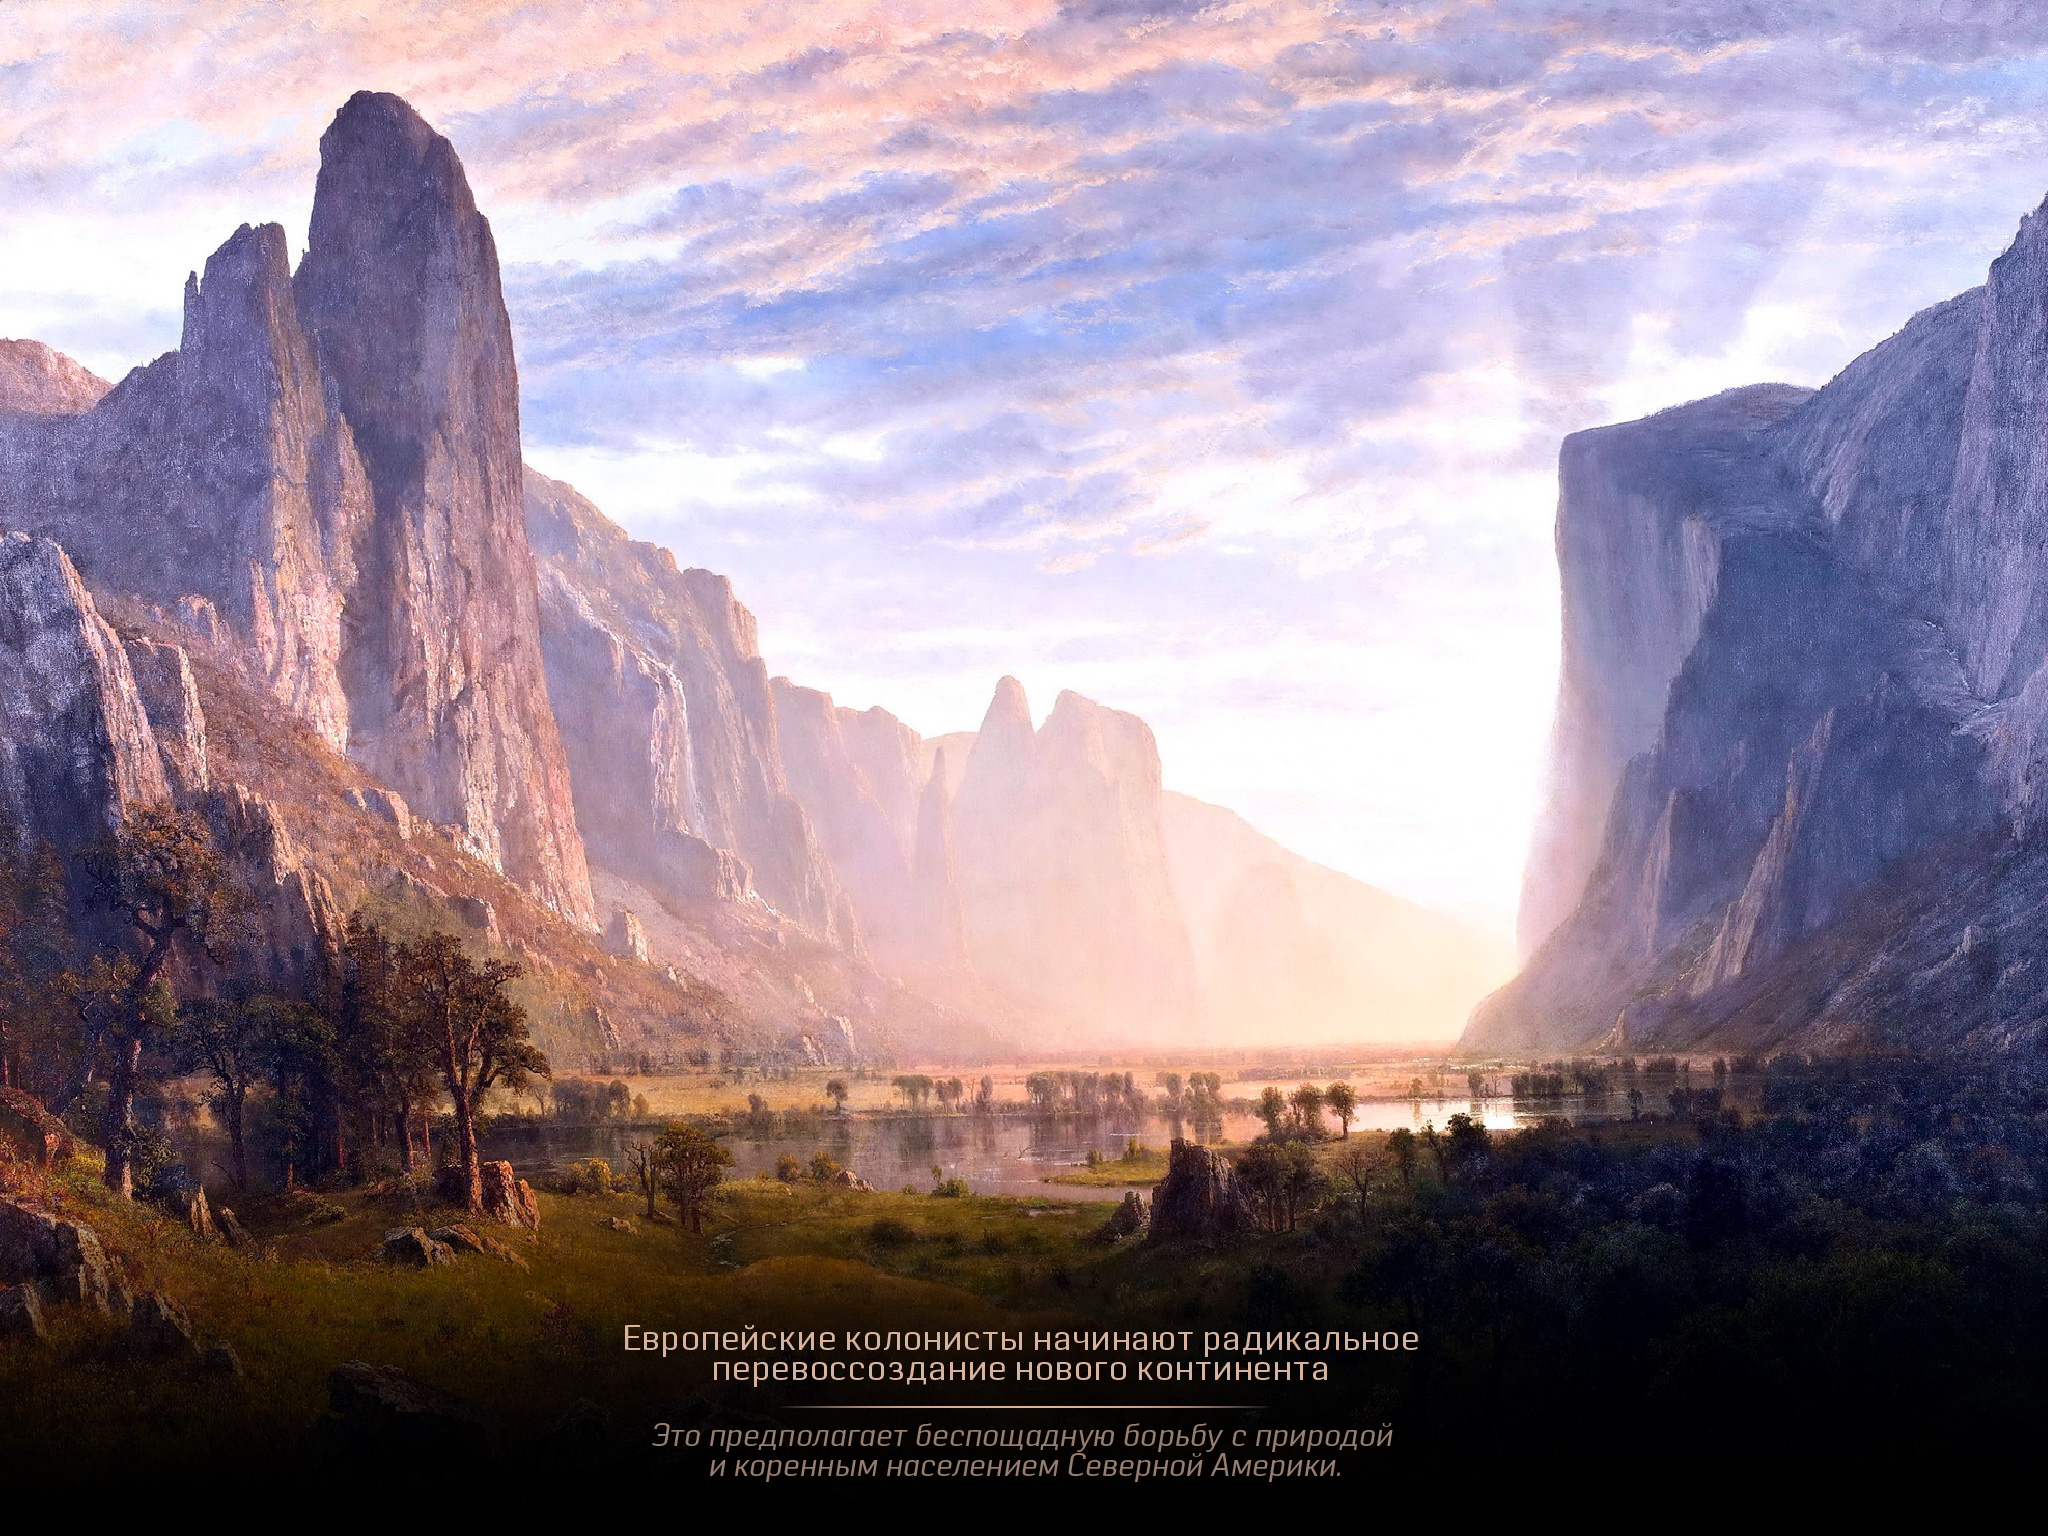 Европейские колонисты начинают радикальное
перевоссоздание нового континента
Это предполагает беспощадную борьбу с природой
и коренным населением Северной Америки.